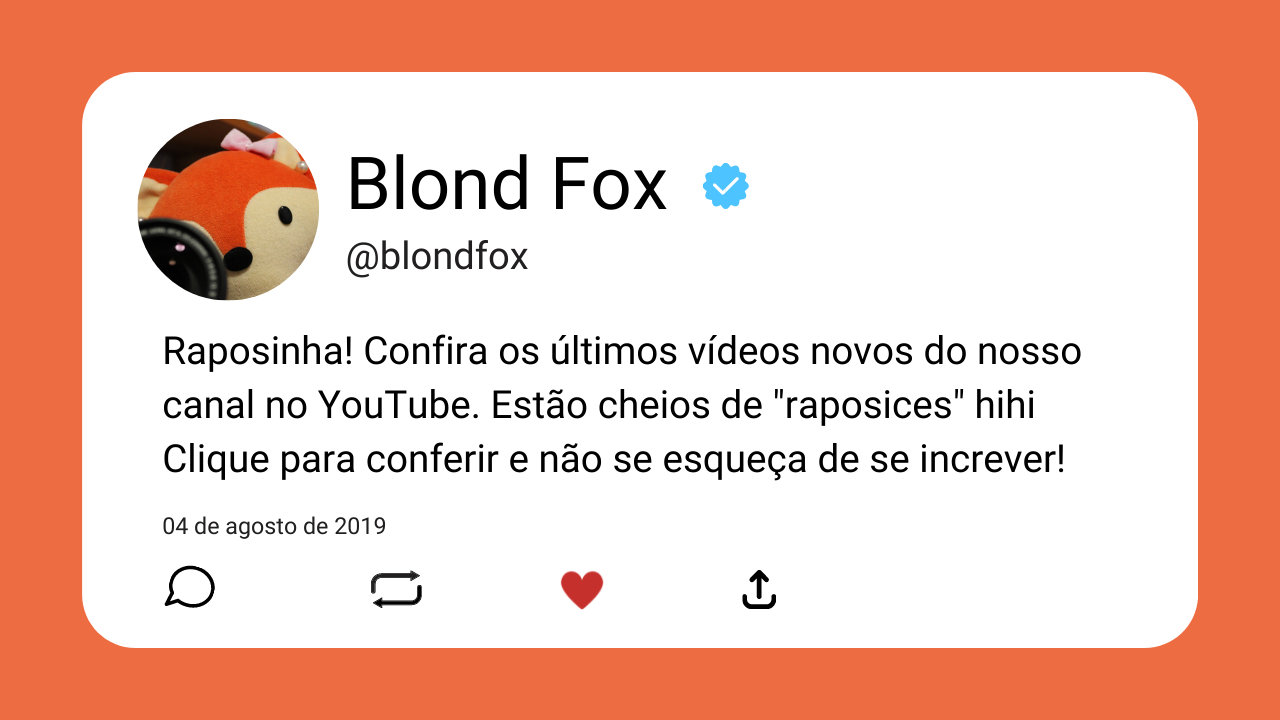 Blond Fox
@blondfox
Raposinha! Confira os últimos vídeos novos do nosso
canal no YouTube. Estão cheios de "raposices" hihi
Clique para conferir e não se esqueça de se increver!
04 de agosto de 2019